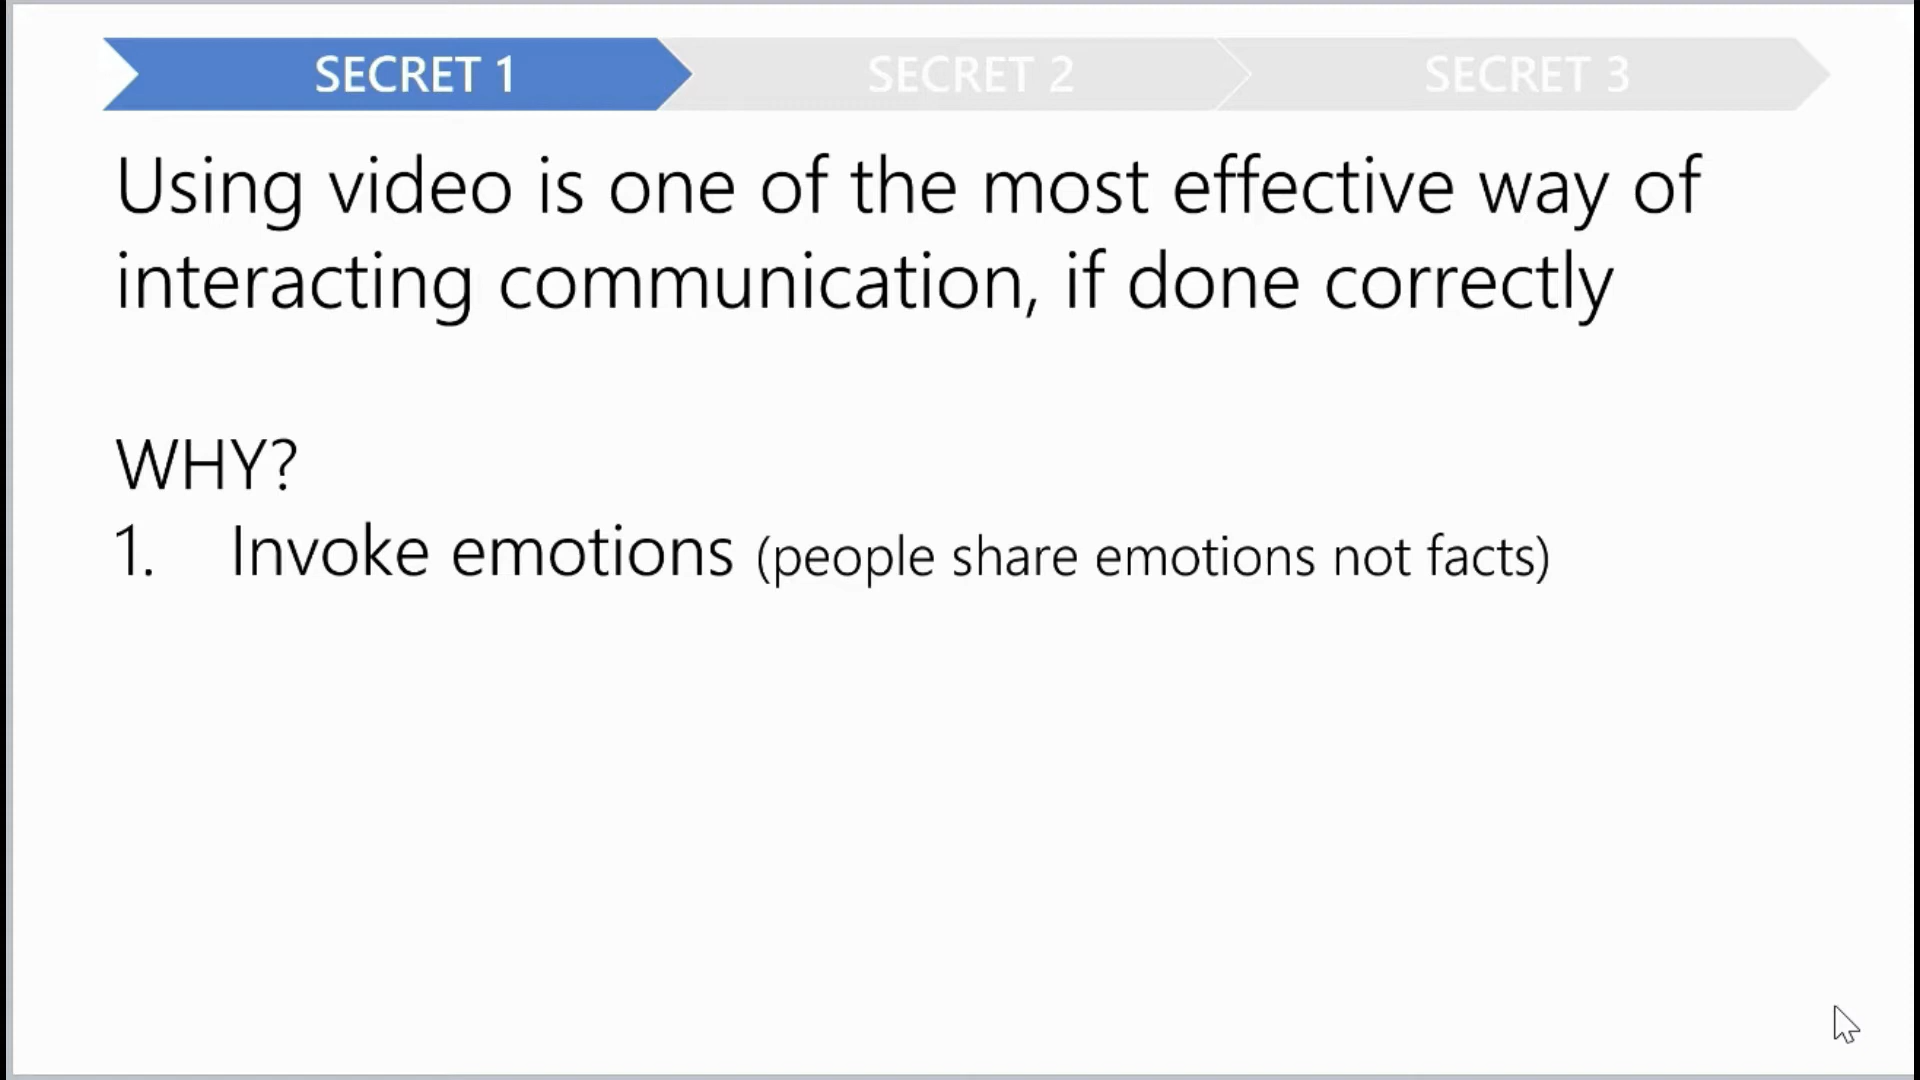 SECRET 1 SECRET 2 SECRET 3
Using video is one of the most effective way of
interacting communication, if done correctly
WHY?
1. Invoke emotions (people share emotions not facts)